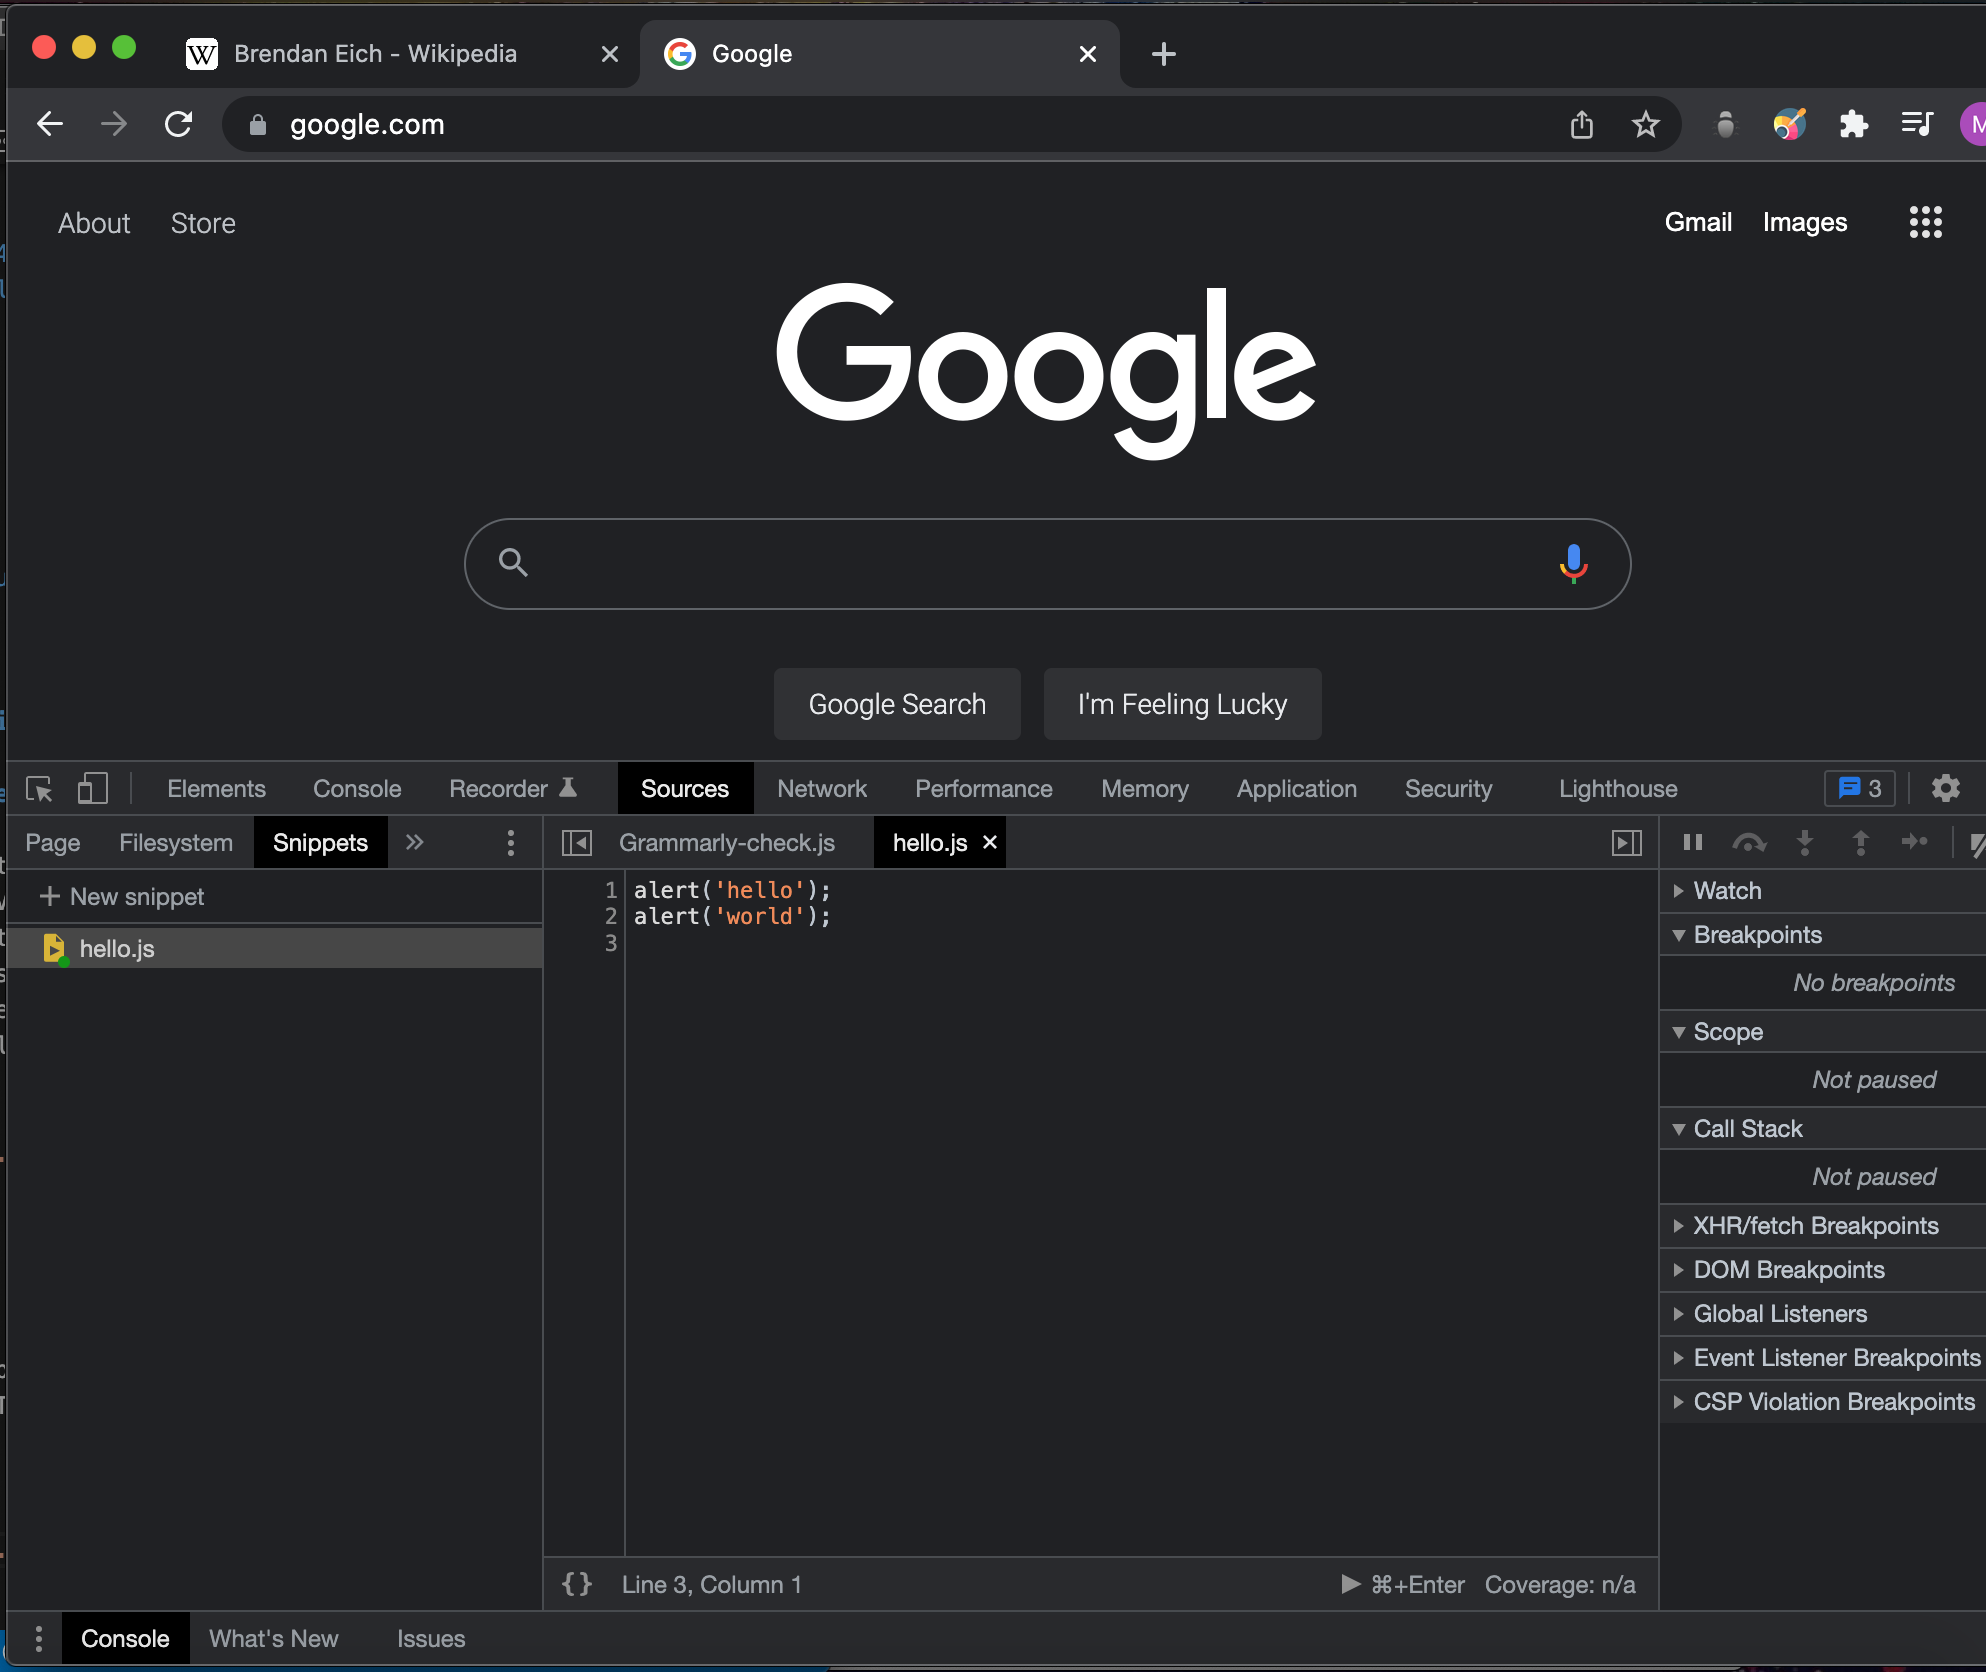 Brendan Eich - Wikipedia
Google
google.com
M
About Store
Gmail Images
Google
Google Search I'm Feeling Lucky
Elements Console Recorder Sources Network Performance Memory Application Security Lighthouse 3
Page Filesystem Snippets
Grammarly-check.js hello.js
+ New snippet
hello.js
1 alert('hello');
2 alert('world');
3
Watch
Breakpoints
No breakpoints
Scope
Not paused
Call Stack
Not paused
XHR/fetch Breakpoints
DOM Breakpoints
Global Listeners
Event Listener Breakpoints
CSP Violation Breakpoints
{} Line 3, Column 1 ⌘+Enter Coverage: n/a
Console What's New Issues